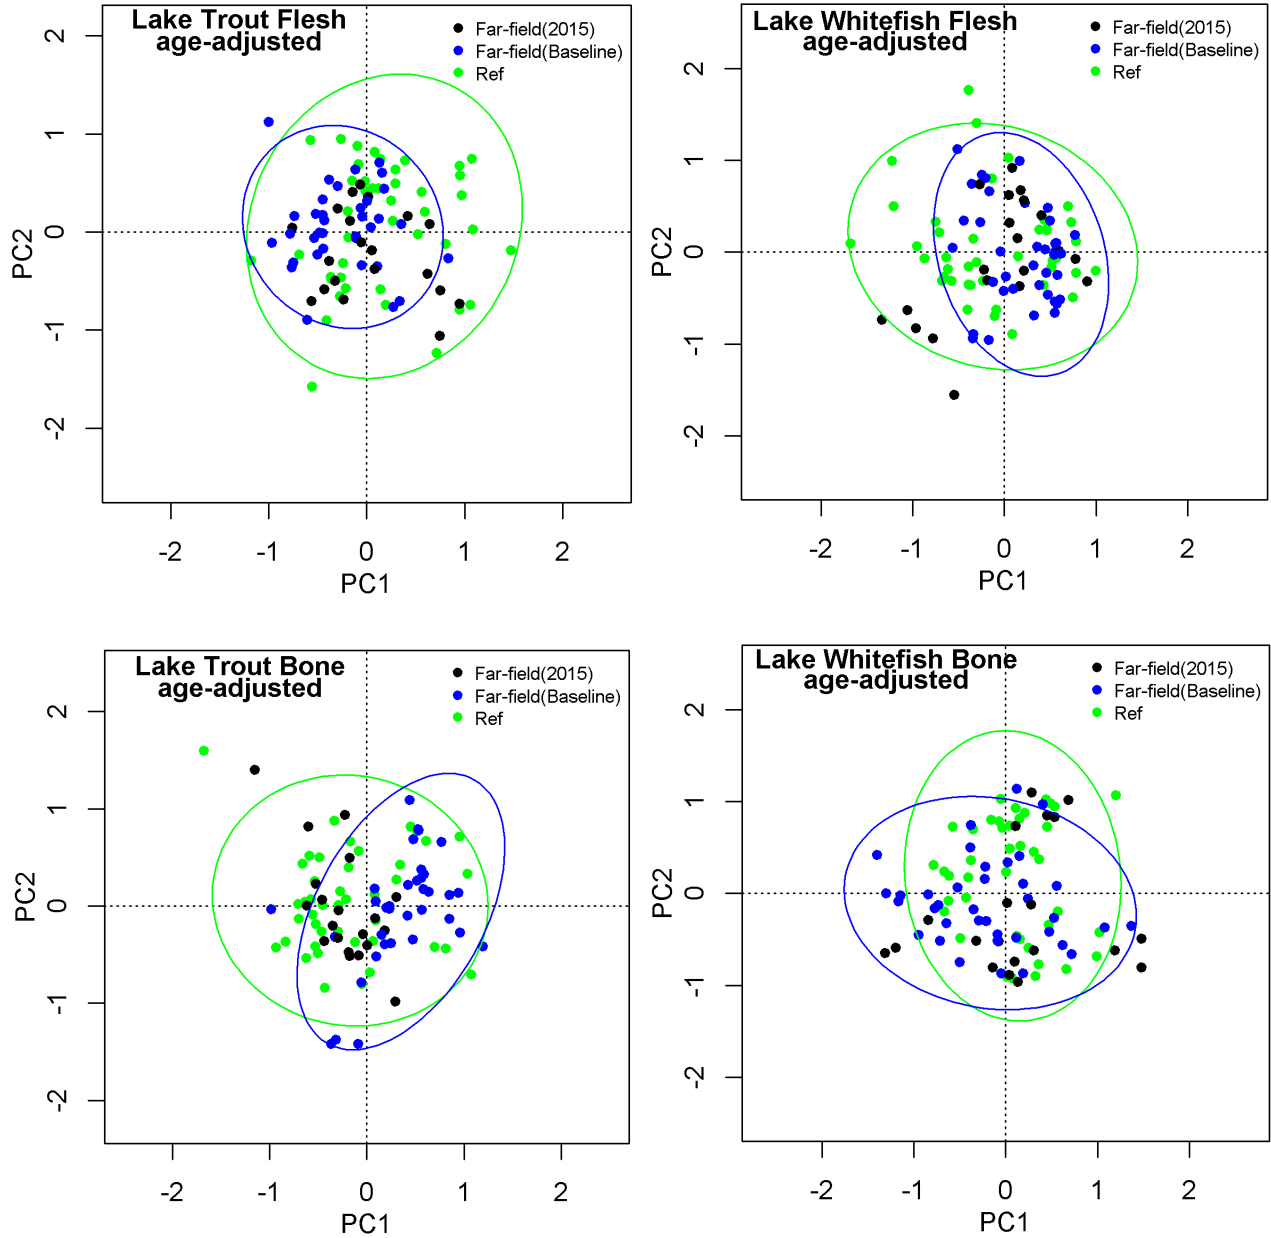 Lake Trout Flesh
age-adjusted
Far-field(2015)
Far-field(Baseline)
Ref
2
1
0
-1
-2
PC2
-2
-1
0
1
2
PC1
Lake Whitefish Flesh
age-adjusted
Far-field(2015)
Far-field(Baseline)
Ref
2
1
0
-1
-2
PC2
-2
-1
0
1
2
PC1
Lake Trout Bone
age-adjusted
Far-field(2015)
Far-field(Baseline)
Ref
2
1
0
-1
-2
PC2
-2
-1
0
1
2
PC1
Lake Whitefish Bone
age-adjusted
Far-field(2015)
Far-field(Baseline)
Ref
2
1
0
-1
-2
PC2
-2
-1
0
1
2
PC1